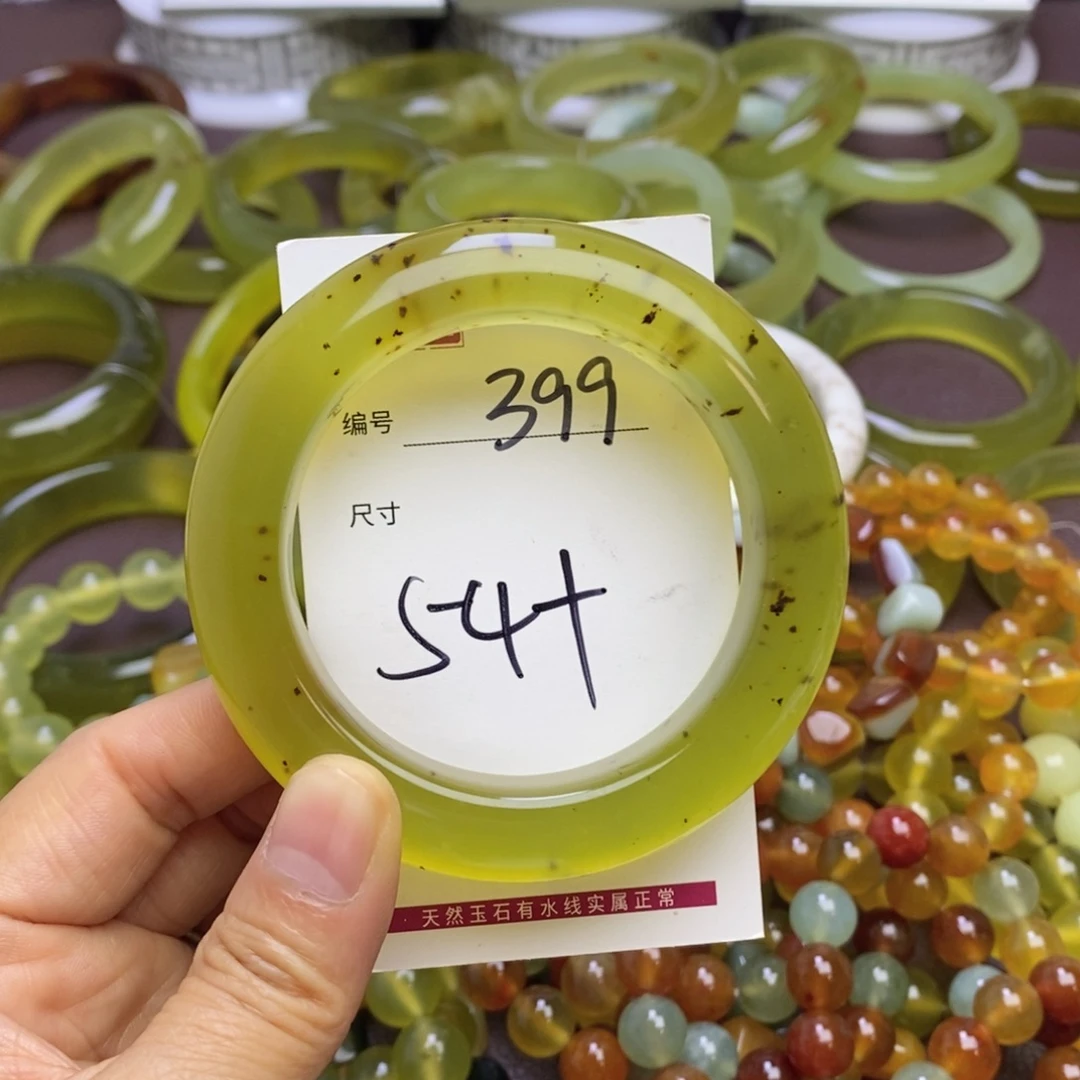 编号 399
尺寸
54+
天然玉石有水线实属正常